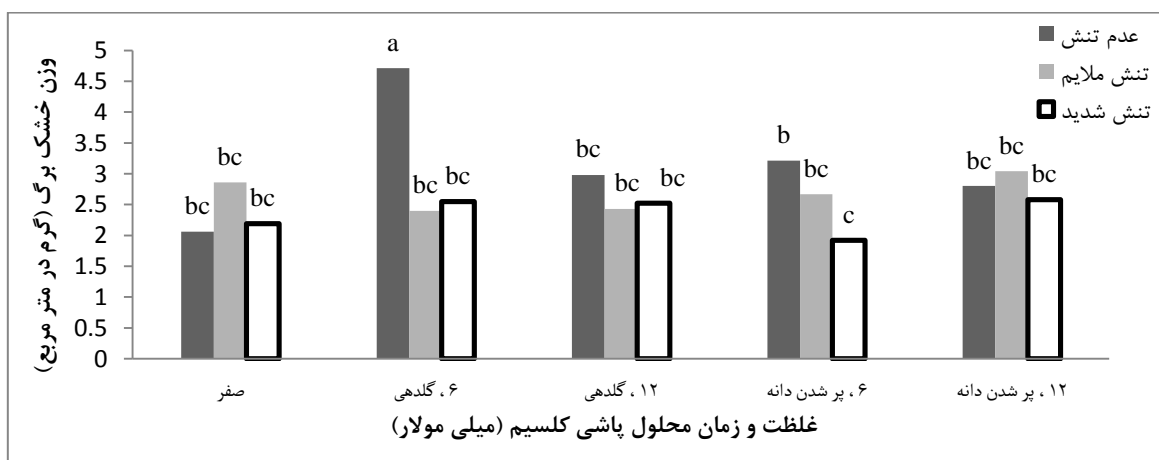 عدم تنش
تنش ملایم
تنش شدید
وزن خشک برگ (گرم در متر مربع)
5
4.5
4
3.5
3
2.5
2
1.5
1
0.5
0
bc bc bc
a bc bc
bc bc bc
b bc c
bc bc bc
صفر
۶ ، گلدهی
۱۲ ، گلدهی
۶ ، پر شدن دانه
۱۲ ، پر شدن دانه
غلظت و زمان محلول پاشی کلسیم (میلی مولار)